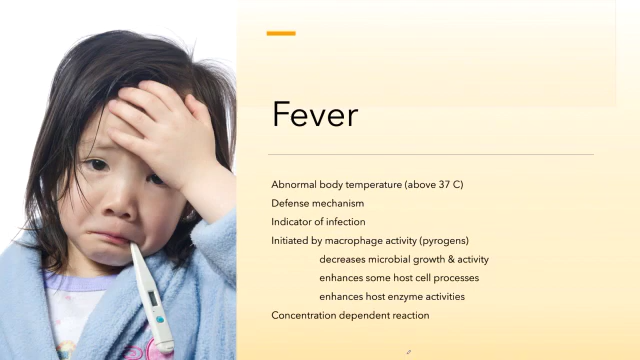 Fever
Abnormal body temperature (above 37 C)
Defense mechanism
Indicator of infection
Initiated by macrophage activity (pyrogens)
decreases microbial growth & activity
enhances some host cell processes
enhances host enzyme activities
Concentration dependent reaction